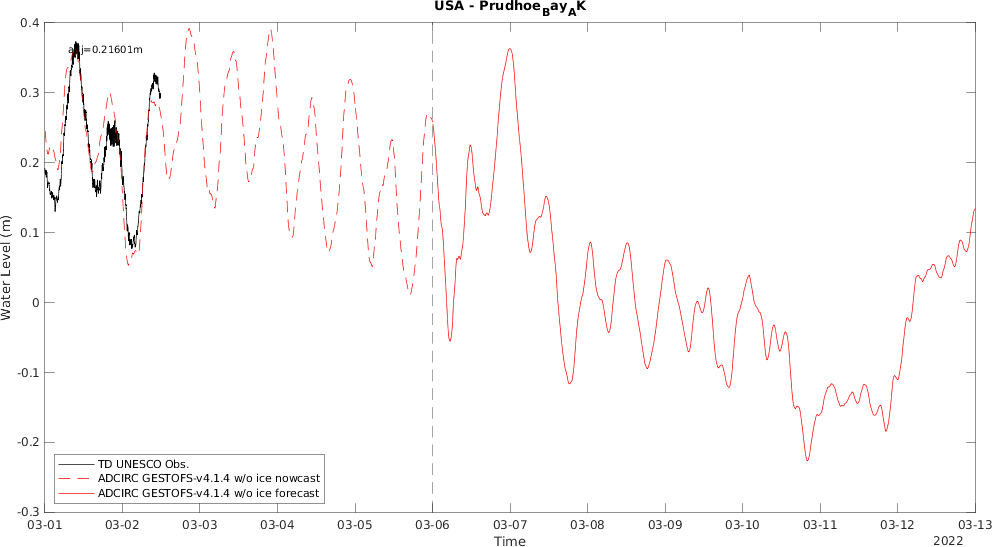 USA - Prudhoe_Bay_AK
0.4
0.3
0.2
0.1
0
-0.1
-0.2
-0.3
Water Level (m)
adj=0.21601m
TD UNESCO Obs.
ADCIRC GESTOFS-v4.1.4 w/o ice nowcast
ADCIRC GESTOFS-v4.1.4 w/o ice forecast
03-01 03-02 03-03 03-04 03-05 03-06 03-07 03-08 03-09 03-10 03-11 03-12 03-13
Time
2022